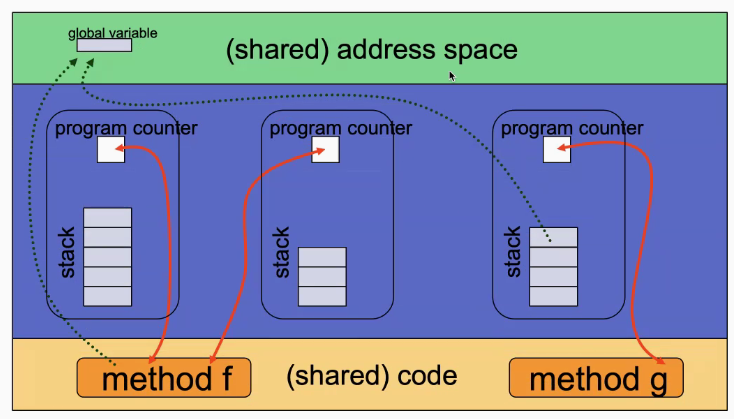 global variable
(shared) address space
program counter
program counter
program counter
stack
stack
stack
method f
(shared) code
method g